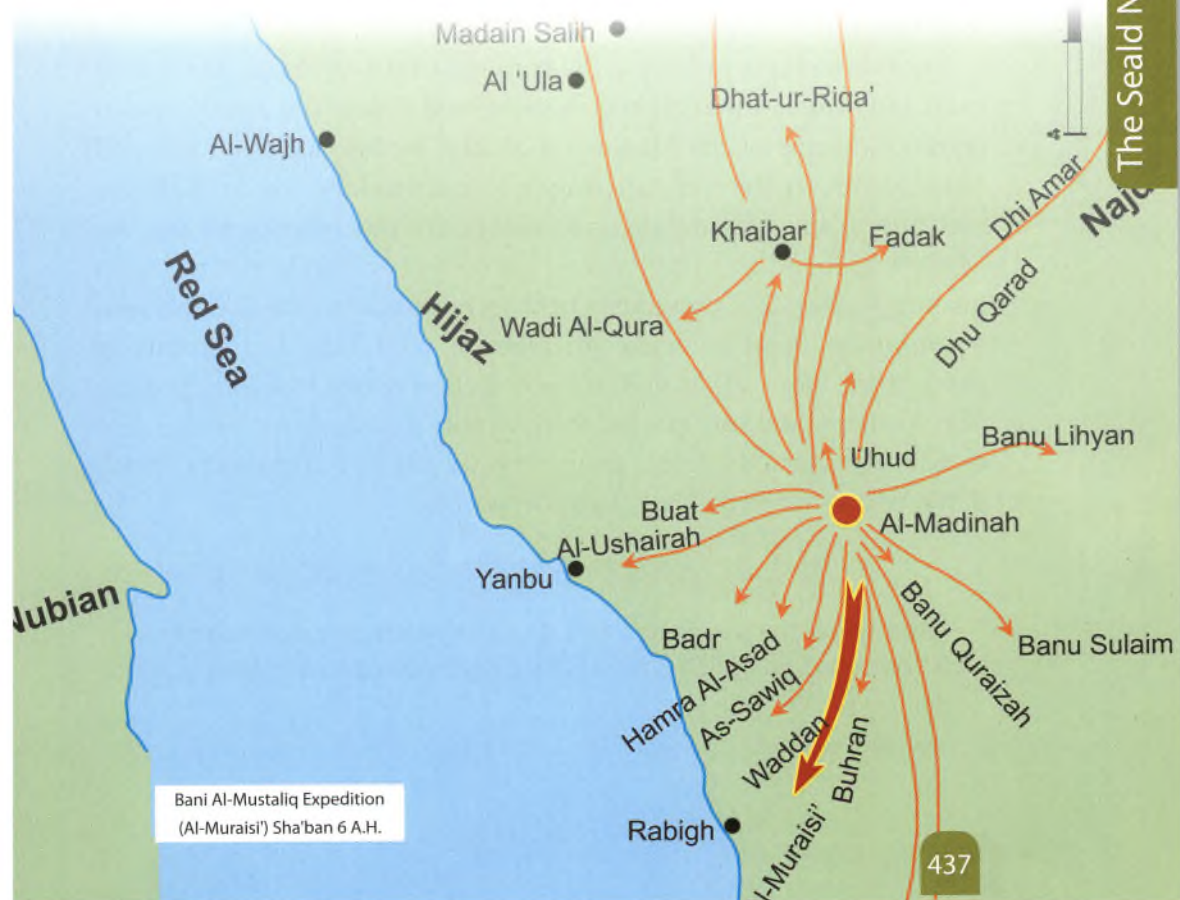 The Seald N
Madain Salih
Al 'Ula
Dhat-ur-Riqa'
Al-Wajh
Dhi Amar
Najd
Khaibar
Fadak
Red Sea
Hijaz
Wadi Al-Qura
Dhu Qarad
Banu Lihyan
Uhud
Buat
Al-Madinah
Al-Ushairah
Yanbu
Nubian
Badr
Hamra Al-Asad
As-Sawiq
Waddan
Buhran
Banu Quraizah
Banu Sulaim
Bani Al-Mustaliq Expedition
(Al-Muraisi') Sha'ban 6 A.H.
Rabigh
l-Muraisi'
437